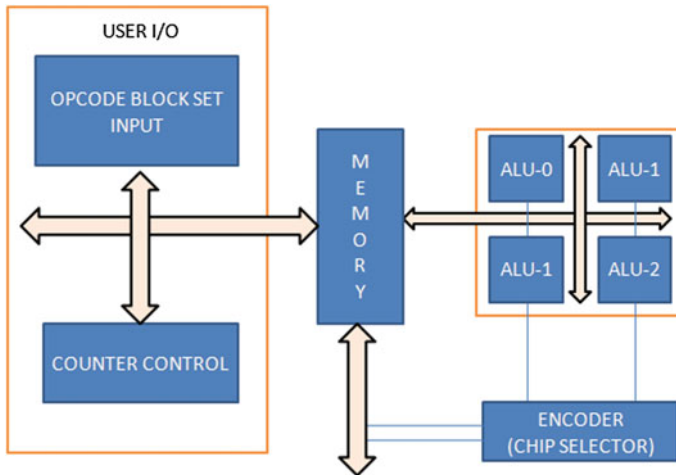 USER I/O
OPCODE BLOCK SET
INPUT
COUNTER CONTROL
M
E
M
O
R
Y
ALU-0
ALU-1
ALU-1
ALU-2
ENCODER
(CHIP SELECTOR)